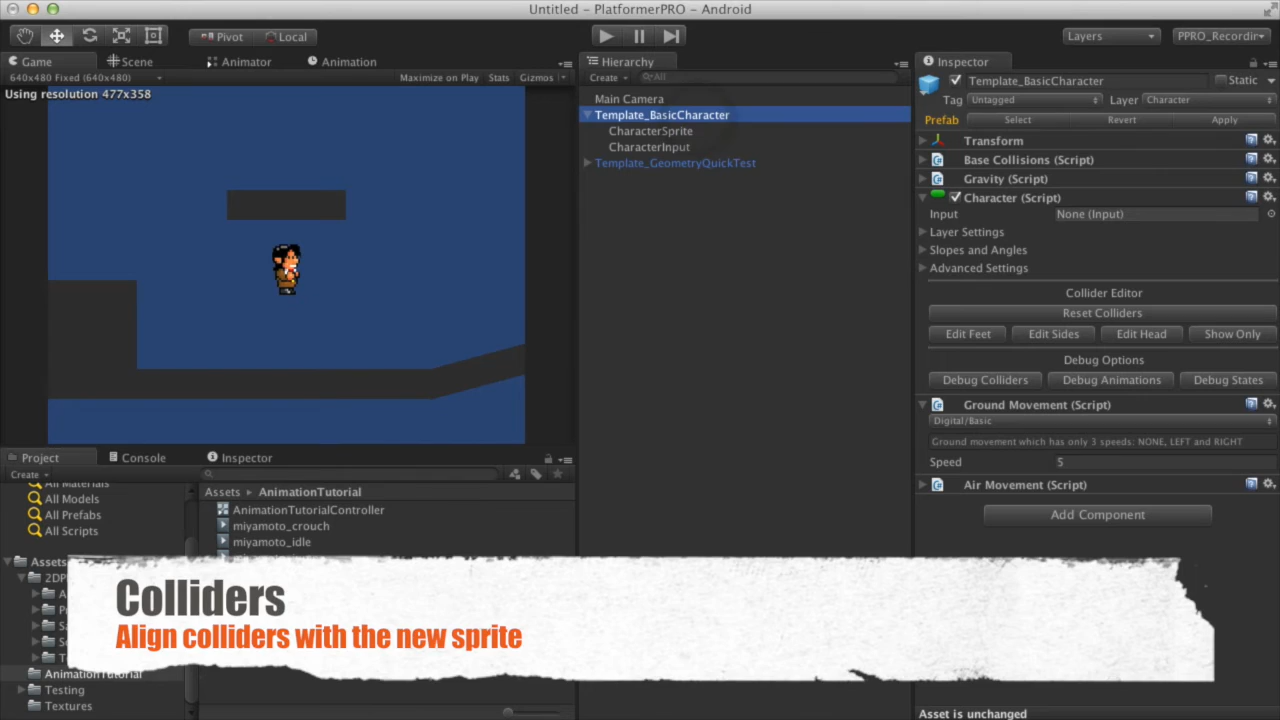 Untitled - PlatformerPRO - Android
Pivot Local
Layers PPRO_Recordin
Game Scene Animator Animation
640x480 Fixed (640x480) Maximize on Play Stats Gizmos
Using resolution 477x358
Hierarchy
Create All
Main Camera
Template_BasicCharacter
CharacterSprite
CharacterInput
Template_GeometryQuickTest
Inspector
Template_BasicCharacter Static
Tag Untagged Layer Character
Prefab Select Revert Apply
Transform
Base Collisions (Script)
Gravity (Script)
Character (Script)
Input None (Input)
Layer Settings
Slopes and Angles
Advanced Settings
Collider Editor
Reset Colliders
Edit Feet Edit Sides Edit Head Show Only
Debug Options
Debug Colliders Debug Animations Debug States
Ground Movement (Script)
Digital/Basic
Ground movement which has only 3 speeds: NONE, LEFT and RIGHT
Speed 5
Air Movement (Script)
Add Component
Project Console Inspector
Create
All Materials
All Models
All Prefabs
All Scripts
Assets
2DP
AnimationTutorial
Testing
Textures
Assets AnimationTutorial
AnimationTutorialController
miyamoto_crouch
miyamoto_idle
Colliders
Align colliders with the new sprite
Asset is unchanged